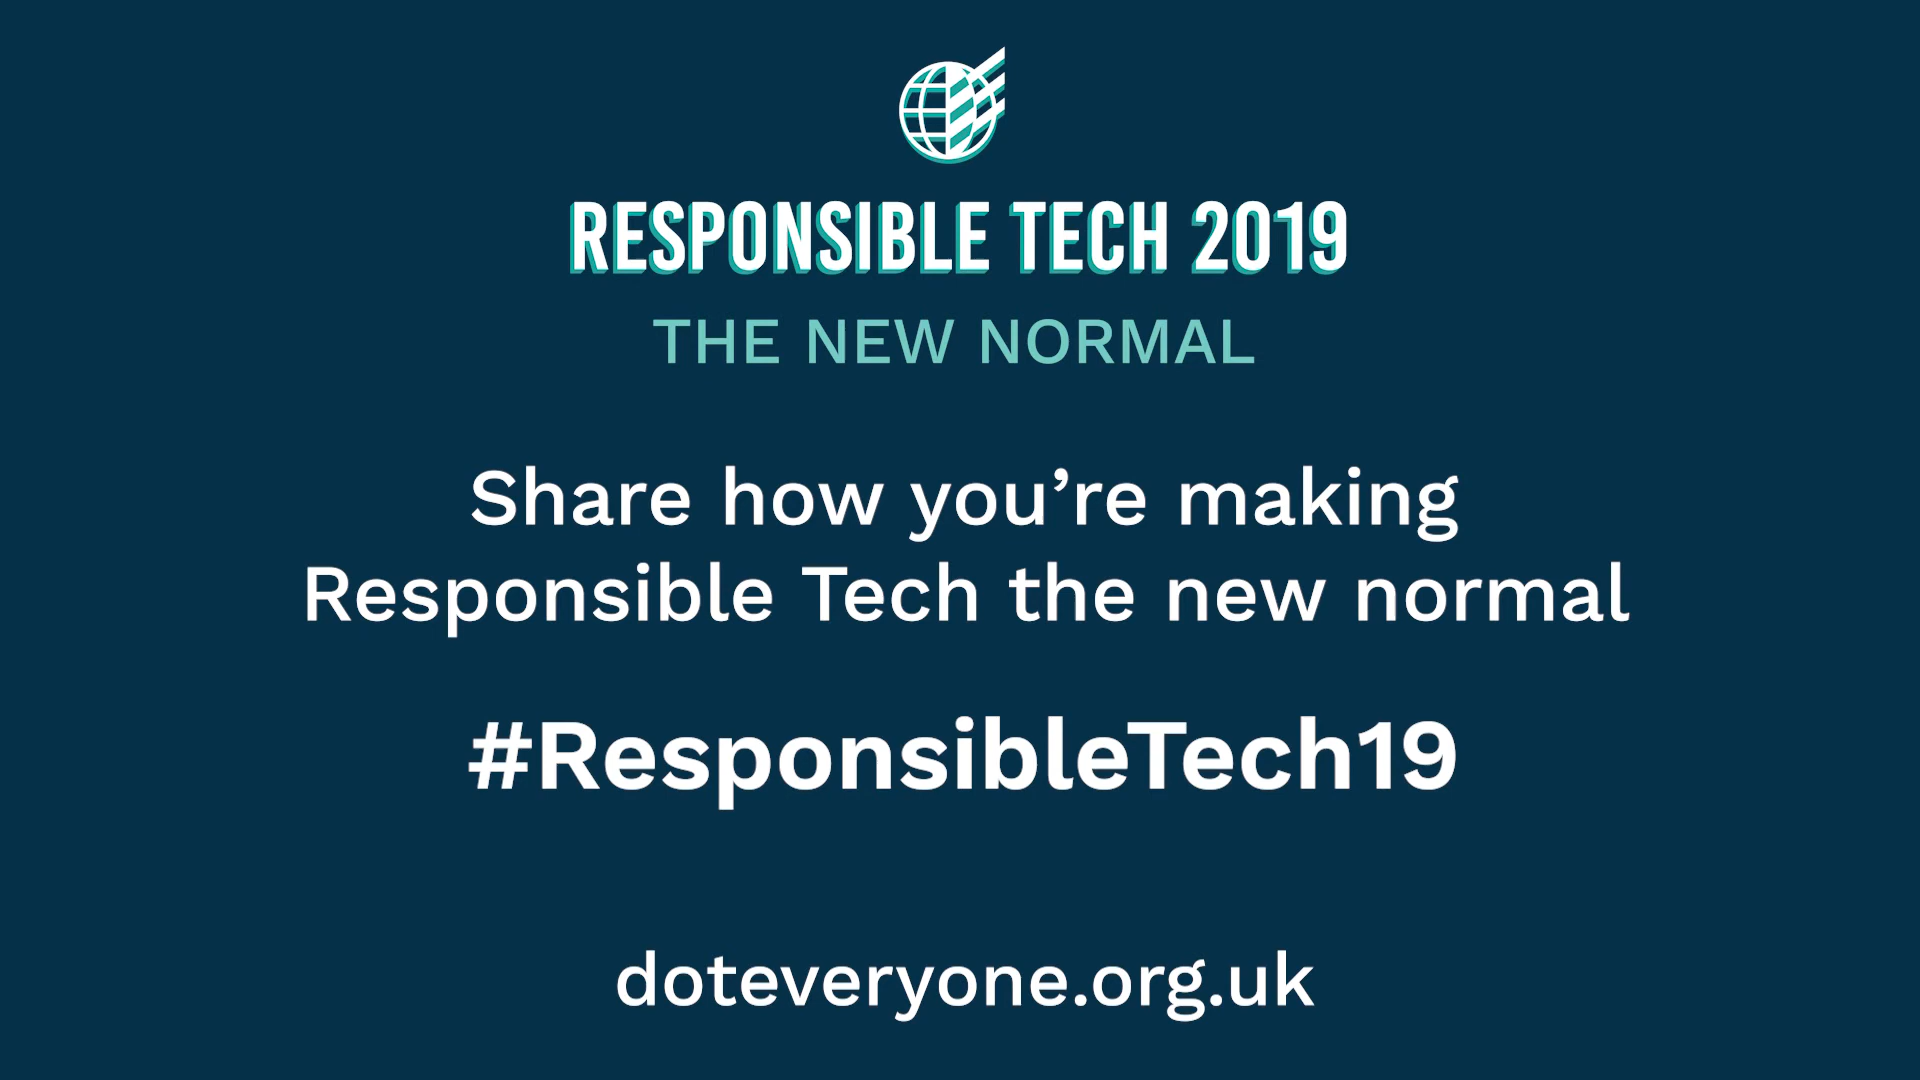 RESPONSIBLE TECH 2019
THE NEW NORMAL
Share how you’re making
Responsible Tech the new normal
#ResponsibleTech19
doteveryone.org.uk